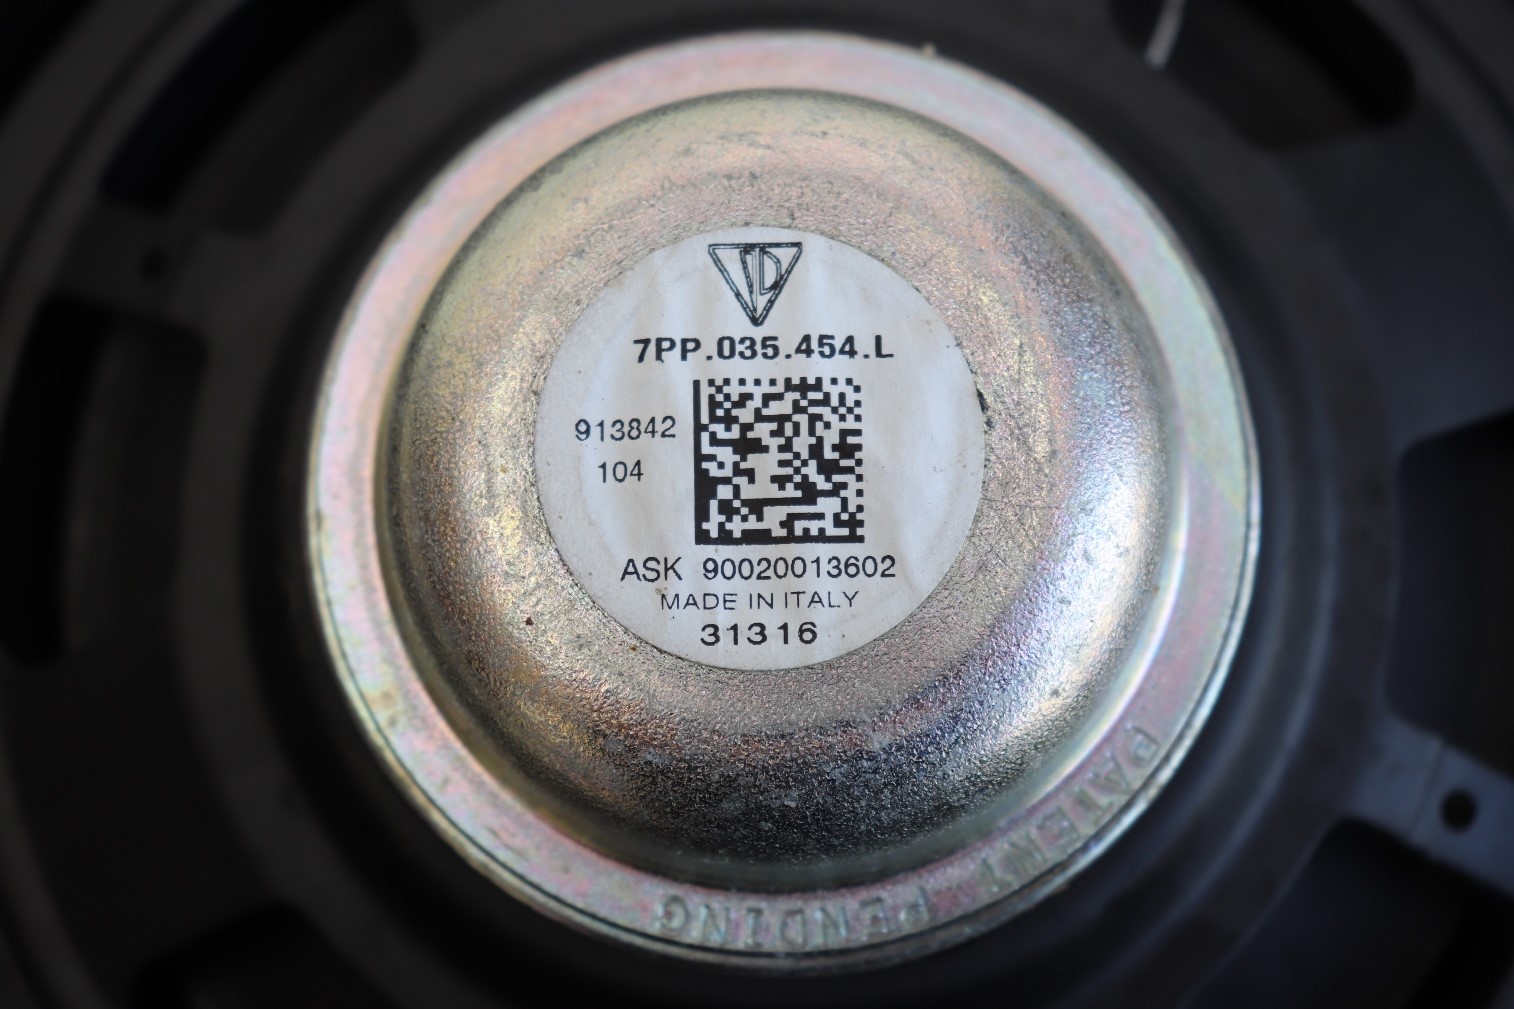 7PP.035.454.L
913842
104
ASK 90020013602
MADE IN ITALY
31316
PATENT PENDING